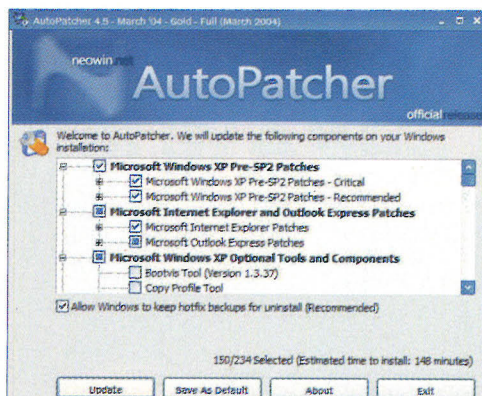 AutoPatcher 4.5 - March '04 - Gold - Full (March 2004)
neowin.net
AutoPatcher
official release
Welcome to AutoPatcher. We will update the following components on your Windows
installation:
Microsoft Windows XP Pre-SP2 Patches
Microsoft Windows XP Pre-SP2 Patches - Critical
Microsoft Windows XP Pre-SP2 Patches - Recommended
Microsoft Internet Explorer and Outlook Express Patches
Microsoft Internet Explorer Patches
Microsoft Outlook Express Patches
Microsoft Windows XP Optional Tools and Components
Bootvis Tool (Version 1.3.37)
Copy Profile Tool
Allow Windows to keep hotfix backups for uninstall (Recommended)
150/234 Selected (Estimated time to install: 148 minutes)
Update
Save As Default
About
Exit